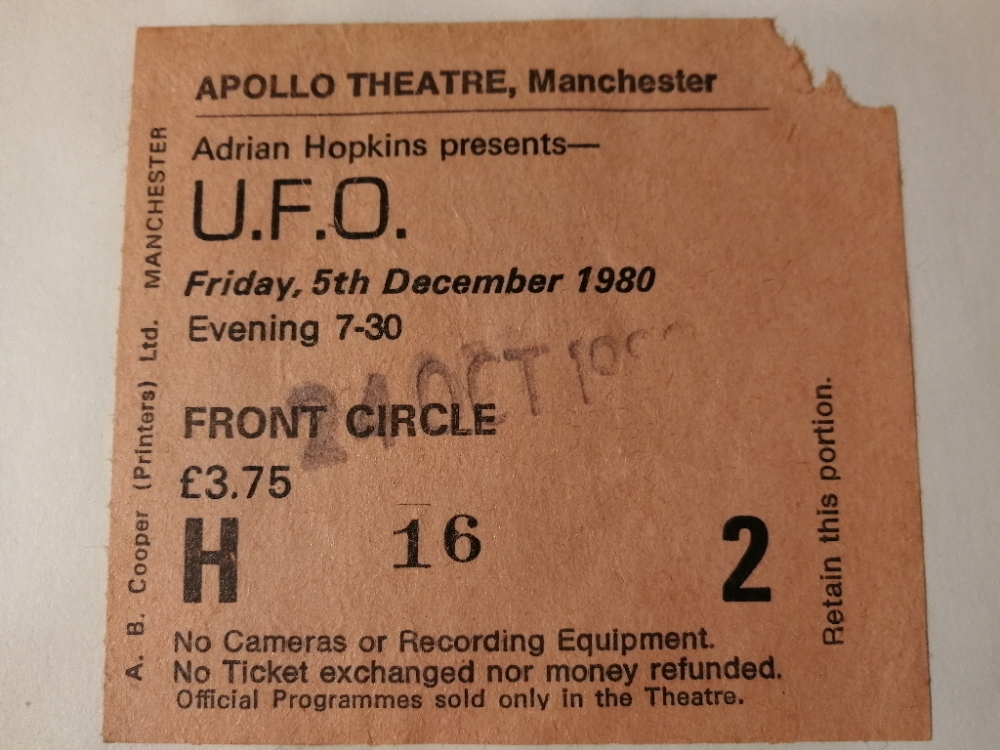 APOLLO THEATRE, Manchester
Adrian Hopkins presents—
U.F.O.
Friday, 5th December 1980
Evening 7-30
24 OCT
FRONT CIRCLE
£3.75
H 16 2
No Cameras or Recording Equipment.
No Ticket exchanged nor money refunded.
Official Programmes sold only in the Theatre.
A. B. Cooper (Printers) Ltd. MANCHESTER
Retain this portion.